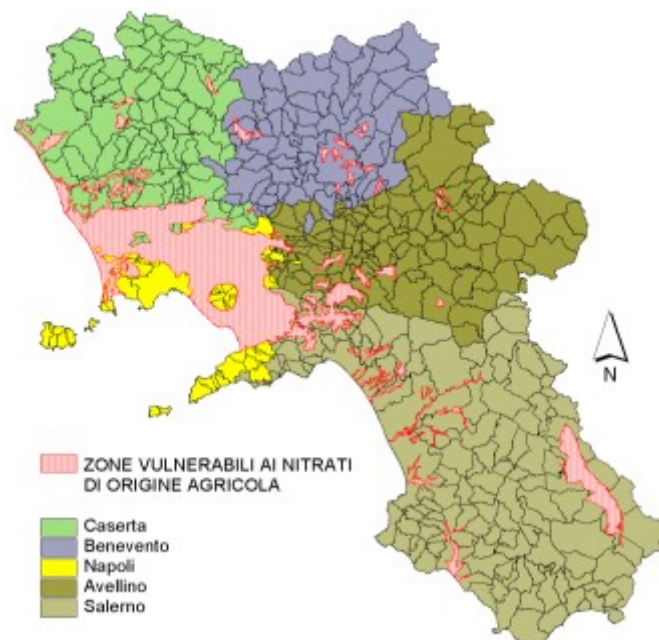 N
ZONE VULNERABILI AI NITRATI
DI ORIGINE AGRICOLA
Caserta
Benevento
Napoli
Avellino
Salerno